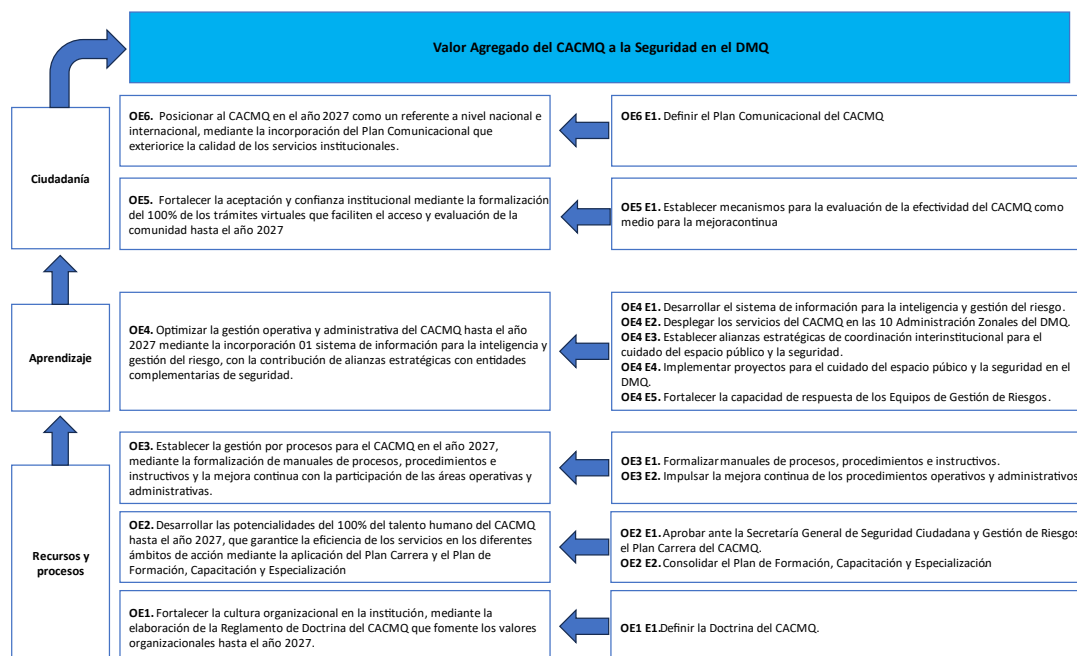 Valor Agregado del CACMQ a la Seguridad en el DMQ
Ciudadanía
OE6. Posicionar al CACMQ en el año 2027 como un referente a nivel nacional e
internacional, mediante la incorporación del Plan Comunicacional que
exteriorice la calidad de los servicios institucionales.
OE6 E1. Definir el Plan Comunicacional del CACMQ
OE5. Fortalecer la aceptación y confianza institucional mediante la formalización
del 100% de los trámites virtuales que faciliten el acceso y evaluación de la
comunidad hasta el año 2027
OE5 E1. Establecer mecanismos para la evaluación de la efectividad del CACMQ como
medio para la mejoracontinua
Aprendizaje
OE4. Optimizar la gestión operativa y administrativa del CACMQ hasta el año
2027 mediante la incorporación 01 sistema de información para la inteligencia y
gestión del riesgo, con la contribución de alianzas estratégicas con entidades
complementarias de seguridad.
OE4 E1. Desarrollar el sistema de información para la inteligencia y gestión del riesgo.
OE4 E2. Desplegar los servicios del CACMQ en las 10 Administración Zonales del DMQ.
OE4 E3. Establecer alianzas estratégicas de coordinación interinstitucional para el
cuidado del espacio público y la seguridad.
OE4 E4. Implementar proyectos para el cuidado del espacio púbico y la seguridad en el
DMQ.
OE4 E5. Fortalecer la capacidad de respuesta de los Equipos de Gestión de Riesgos.
Recursos y
procesos
OE3. Establecer la gestión por procesos para el CACMQ en el año 2027,
mediante la formalización de manuales de procesos, procedimientos e
instructivos y la mejora continua con la participación de las áreas operativas y
administrativas.
OE3 E1. Formalizar manuales de procesos, procedimientos e instructivos.
OE3 E2. Impulsar la mejora continua de los procedimientos operativos y administrativos
OE2. Desarrollar las potencialidades del 100% del talento humano del CACMQ
hasta el año 2027, que garantice la eficiencia de los servicios en los diferentes
ámbitos de acción mediante la aplicación del Plan Carrera y el Plan de
Formación, Capacitación y Especialización
OE2 E1. Aprobar ante la Secretaría General de Seguridad Ciudadana y Gestión de Riesgos
el Plan Carrera del CACMQ.
OE2 E2. Consolidar el Plan de Formación, Capacitación y Especialización
OE1. Fortalecer la cultura organizacional en la institución, mediante la
elaboración de la Reglamento de Doctrina del CACMQ que fomente los valores
organizacionales hasta el año 2027.
OE1 E1.Definir la Doctrina del CACMQ.